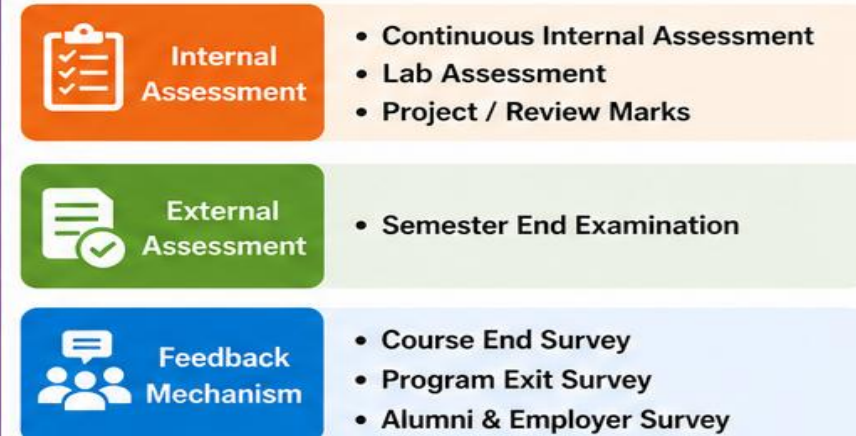 Internal
Assessment
• Continuous Internal Assessment
• Lab Assessment
• Project / Review Marks
External
Assessment
• Semester End Examination
Feedback
Mechanism
• Course End Survey
• Program Exit Survey
• Alumni & Employer Survey